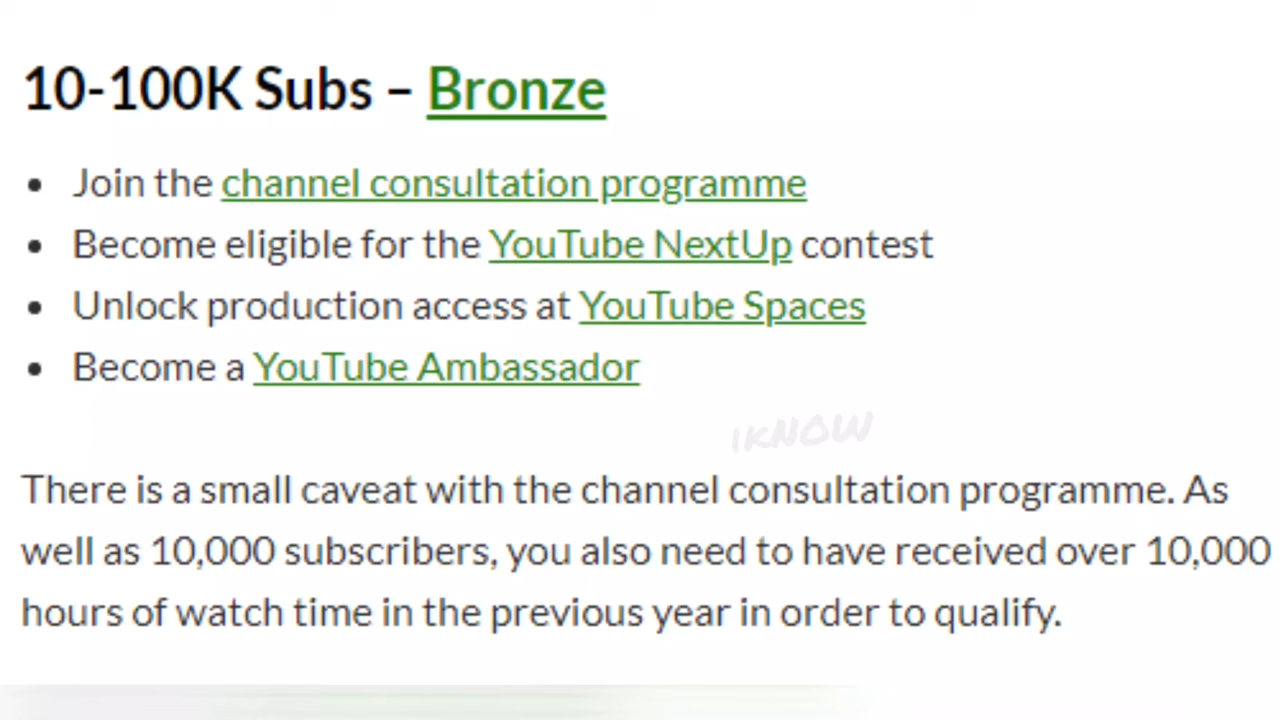 10-100K Subs – Bronze
• Join the channel consultation programme
• Become eligible for the YouTube NextUp contest
• Unlock production access at YouTube Spaces
• Become a YouTube Ambassador
iKNOW
There is a small caveat with the channel consultation programme. As
well as 10,000 subscribers, you also need to have received over 10,000
hours of watch time in the previous year in order to qualify.